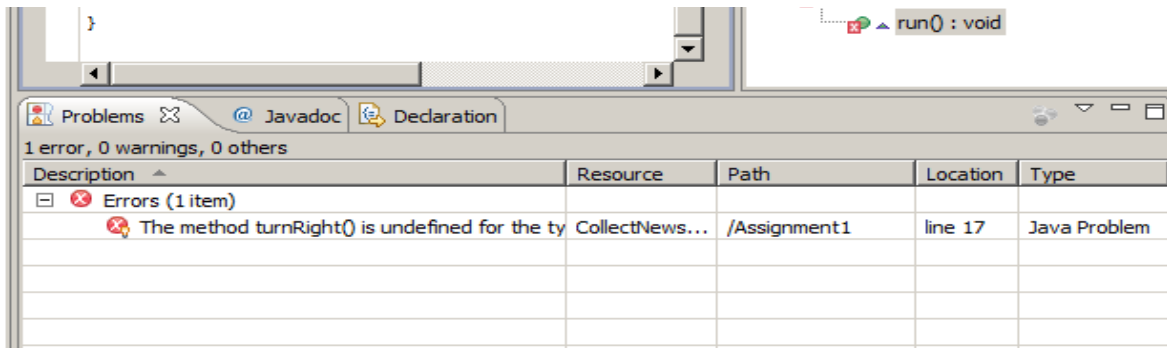 }
run() : void
Problems @ Javadoc Declaration
1 error, 0 warnings, 0 others
Description Resource Path Location Type
Errors (1 item)
The method turnRight() is undefined for the ty CollectNews... /Assignment1 line 17 Java Problem